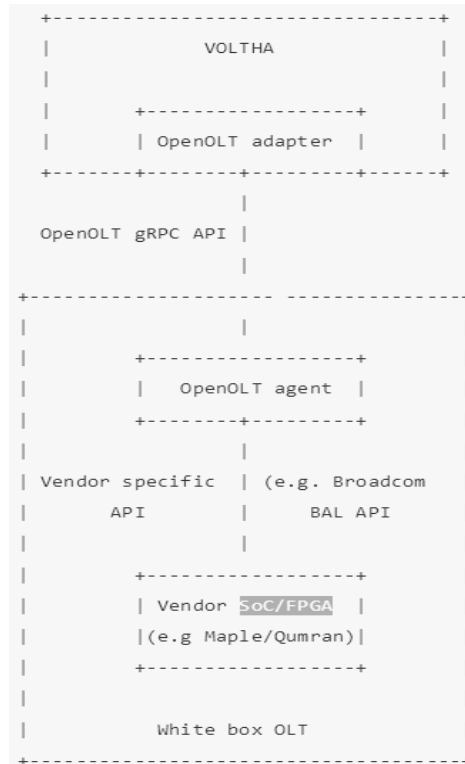 VOLTHA
OpenOLT adapter
OpenOLT gRPC API
OpenOLT agent
Vendor specific (e.g. Broadcom
API BAL API
Vendor SoC/FPGA
(e.g Maple/Qumran)
White box OLT